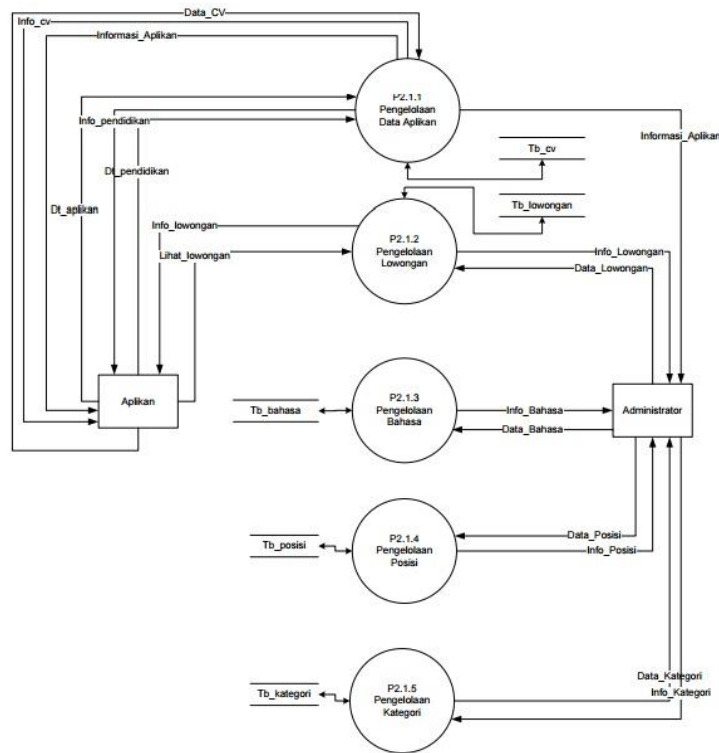 Data_CV
Info_cv
Informasi_Aplikan
P2.1.1
Pengelolaan
Data Aplikan
Info_pendidikan
Informasi_Aplikan
Tb_cv
Dt_pendidikan
Dt_aplikan
Tb_lowongan
Info_lowongan
Lihat_lowongan
P2.1.2
Pengelolaan
Lowongan
Info_Lowongan
Data_Lowongan
Aplikan
Tb_bahasa
P2.1.3
Pengelolaan
Bahasa
Info_Bahasa
Data_Bahasa
Administrator
Tb_posisi
P2.1.4
Pengelolaan
Posisi
Data_Posisi
Info_Posisi
Tb_kategori
P2.1.5
Pengelolaan
Kategori
Data_Kategori
Info_Kategori